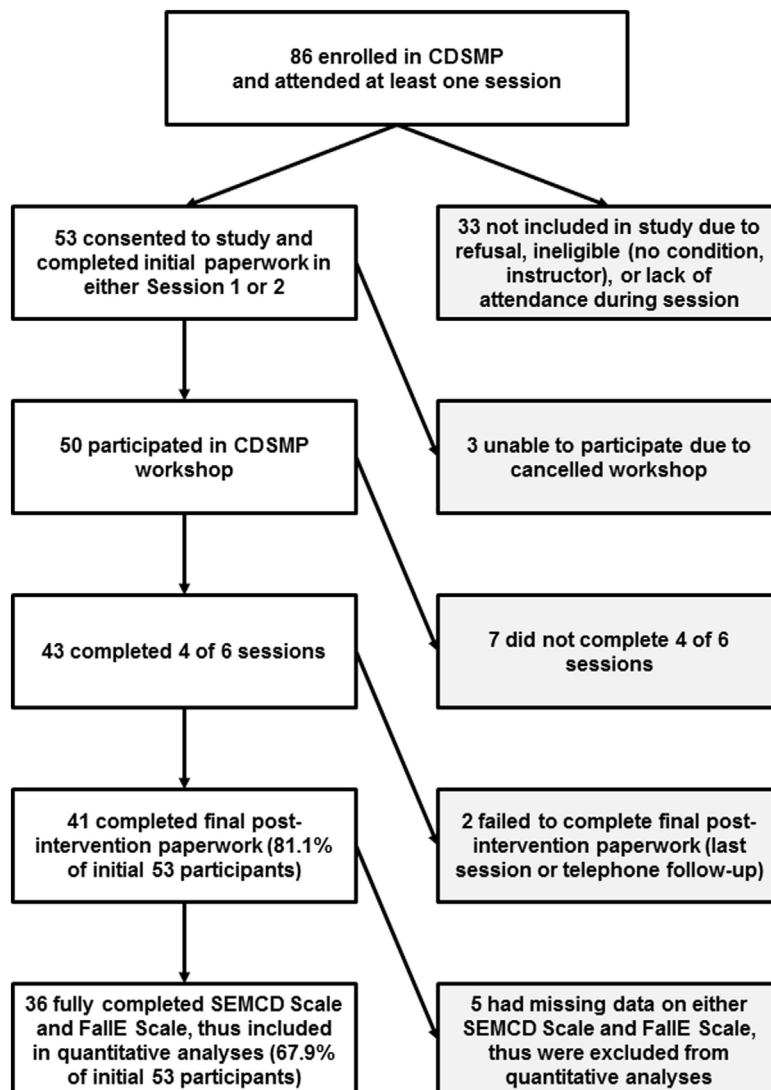 86 enrolled in CDSMP
and attended at least one session
53 consented to study and
completed initial paperwork in
either Session 1 or 2
33 not included in study due to
refusal, ineligible (no condition,
instructor), or lack of
attendance during session
50 participated in CDSMP
workshop
3 unable to participate due to
cancelled workshop
43 completed 4 of 6 sessions
7 did not complete 4 of 6
sessions
41 completed final post-
intervention paperwork (81.1%
of initial 53 participants)
2 failed to complete final post-
intervention paperwork (last
session or telephone follow-up)
36 fully completed SEMCD Scale
and FallE Scale, thus included
in quantitative analyses (67.9%
of initial 53 participants)
5 had missing data on either
SEMCD Scale and FallE Scale,
thus were excluded from
quantitative analyses